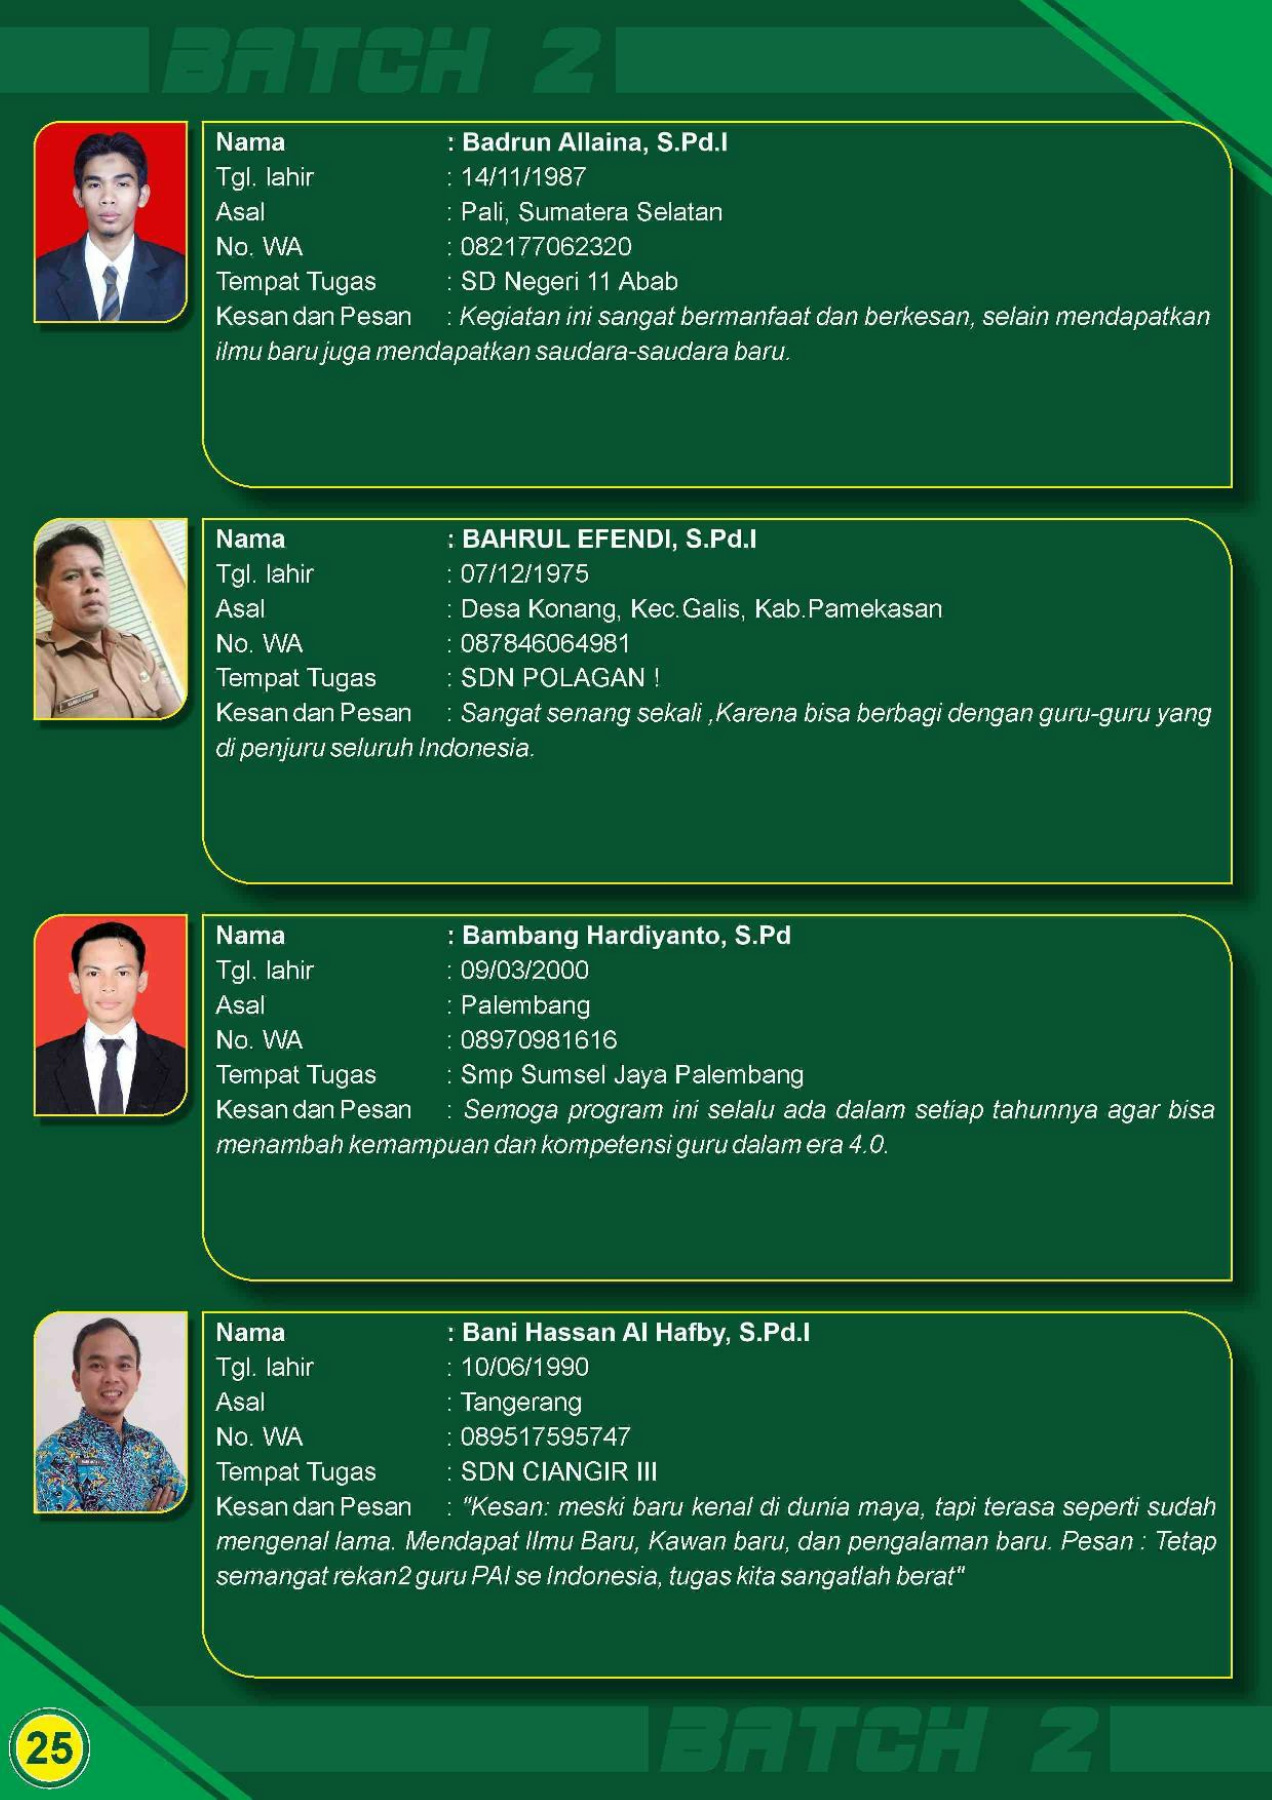 BATCH 2
Nama : Badrun Allaina, S.Pd.I
Tgl. lahir : 14/11/1987
Asal : Pali, Sumatera Selatan
No. WA : 082177062320
Tempat Tugas : SD Negeri 11 Abab
Kesan dan Pesan : Kegiatan ini sangat bermanfaat dan berkesan, selain mendapatkan
ilmu baru juga mendapatkan saudara-saudara baru.
Nama : BAHRUL EFENDI, S.Pd.I
Tgl. lahir : 07/12/1975
Asal : Desa Konang, Kec.Galis, Kab.Pamekasan
No. WA : 087846064981
Tempat Tugas : SDN POLAGAN !
Kesan dan Pesan : Sangat senang sekali ,Karena bisa berbagi dengan guru-guru yang
di penjuru seluruh Indonesia.
Nama : Bambang Hardiyanto, S.Pd
Tgl. lahir : 09/03/2000
Asal : Palembang
No. WA : 08970981616
Tempat Tugas : Smp Sumsel Jaya Palembang
Kesan dan Pesan : Semoga program ini selalu ada dalam setiap tahunnya agar bisa
menambah kemampuan dan kompetensi guru dalam era 4.0.
Nama : Bani Hassan Al Hafby, S.Pd.I
Tgl. lahir : 10/06/1990
Asal : Tangerang
No. WA : 089517595747
Tempat Tugas : SDN CIANGIR III
Kesan dan Pesan : "Kesan: meski baru kenal di dunia maya, tapi terasa seperti sudah
mengenal lama. Mendapat Ilmu Baru, Kawan baru, dan pengalaman baru. Pesan : Tetap
semangat rekan2 guru PAI se Indonesia, tugas kita sangatlah berat"
25
BATCH 2